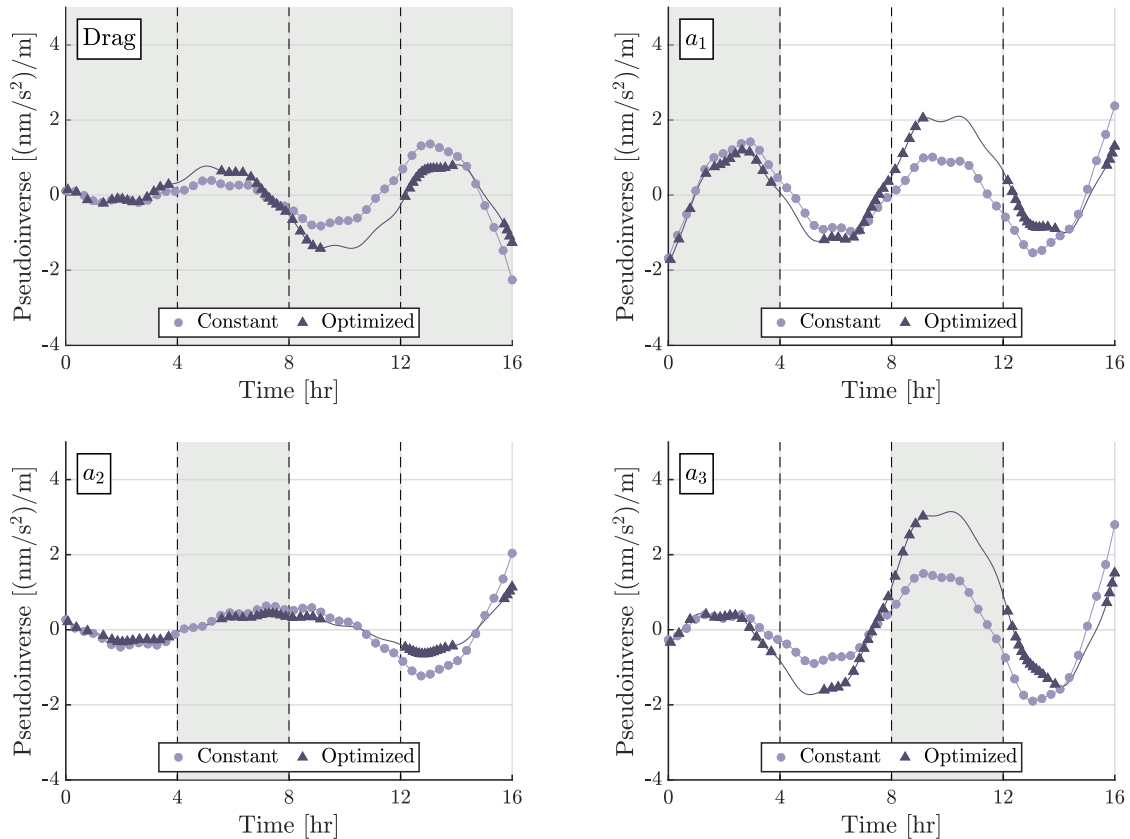 Drag
Pseudoinverse [(nm/s²)/m]
4
2
0
-2
-4
Constant Optimized
0 4 8 12 16
Time [hr]
a₁
Pseudoinverse [(nm/s²)/m]
4
2
0
-2
-4
Constant Optimized
0 4 8 12 16
Time [hr]
a₂
Pseudoinverse [(nm/s²)/m]
4
2
0
-2
-4
Constant Optimized
0 4 8 12 16
Time [hr]
a₃
Pseudoinverse [(nm/s²)/m]
4
2
0
-2
-4
Constant Optimized
0 4 8 12 16
Time [hr]